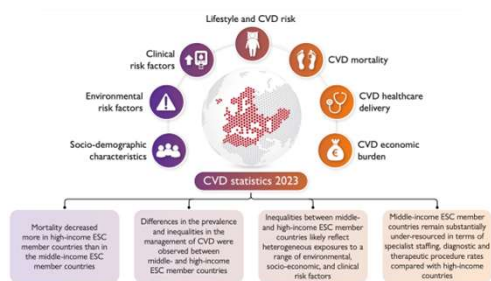 Lifestyle and CVD risk
Clinical
risk factors
CVD mortality
Environmental
risk factors
CVD healthcare
delivery
Socio-demographic
characteristics
CVD economic
burden
€
CVD statistics 2023
Mortality decreased
more in high-income ESC
member countries than in
the middle-income ESC
member countries
Differences in the prevalence
and inequalities in the
management of CVD were
observed between
middle- and high-income
ESC member countries
Inequalities between middle-
and high-income ESC member
countries likely reflect
heterogeneous exposures to a
range of environmental,
socio-economic, and clinical
risk factors
Middle-income ESC member
countries remain substantially
under-resourced in terms of
specialist staffing, diagnostic and
therapeutic procedure rates
compared with high-income
countries